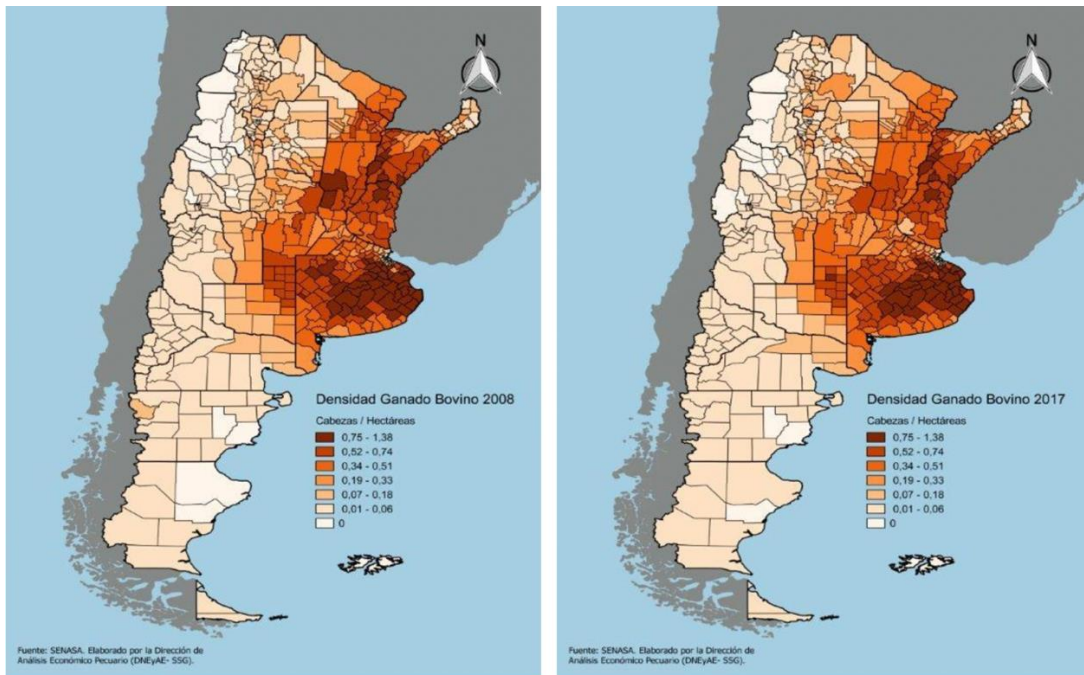 N
Densidad Ganado Bovino 2008
Cabezas / Hectáreas
0,75 - 1,38
0,52 - 0,74
0,34 - 0,51
0,19 - 0,33
0,07 - 0,18
0,01 - 0,06
0
Fuente: SENASA. Elaborado por la Dirección de
Análisis Económico Pecuario (DNEyAE- SSG).
N
Densidad Ganado Bovino 2017
Cabezas / Hectáreas
0,75 - 1,38
0,52 - 0,74
0,34 - 0,51
0,19 - 0,33
0,07 - 0,18
0,01 - 0,06
0
Fuente: SENASA. Elaborado por la Dirección de
Análisis Económico Pecuario (DNEyAE- SSG).